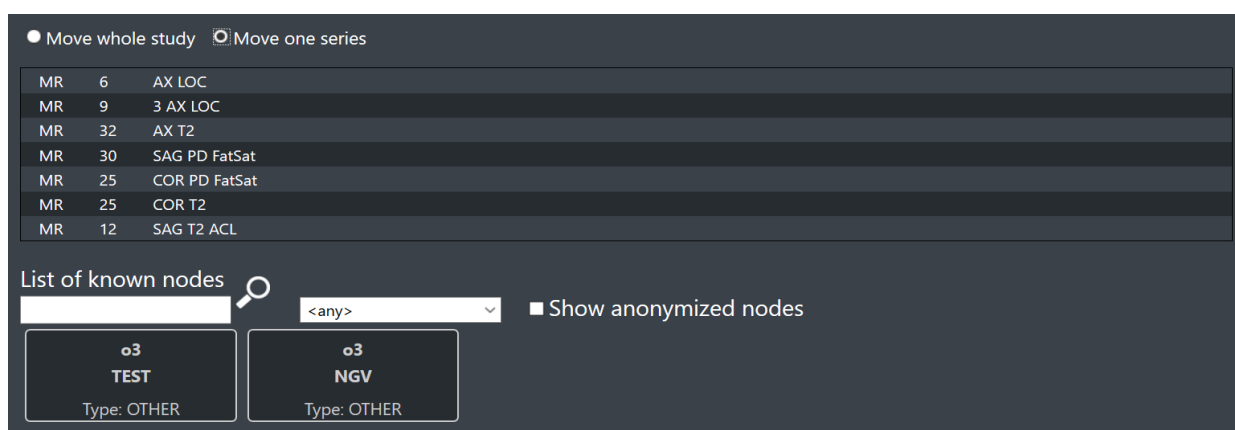 Move whole study Move one series
MR 6 AX LOC
MR 9 3 AX LOC
MR 32 AX T2
MR 30 SAG PD FatSat
MR 25 COR PD FatSat
MR 25 COR T2
MR 12 SAG T2 ACL
List of known nodes
<any> Show anonymized nodes
o3 o3
TEST NGV
Type: OTHER Type: OTHER